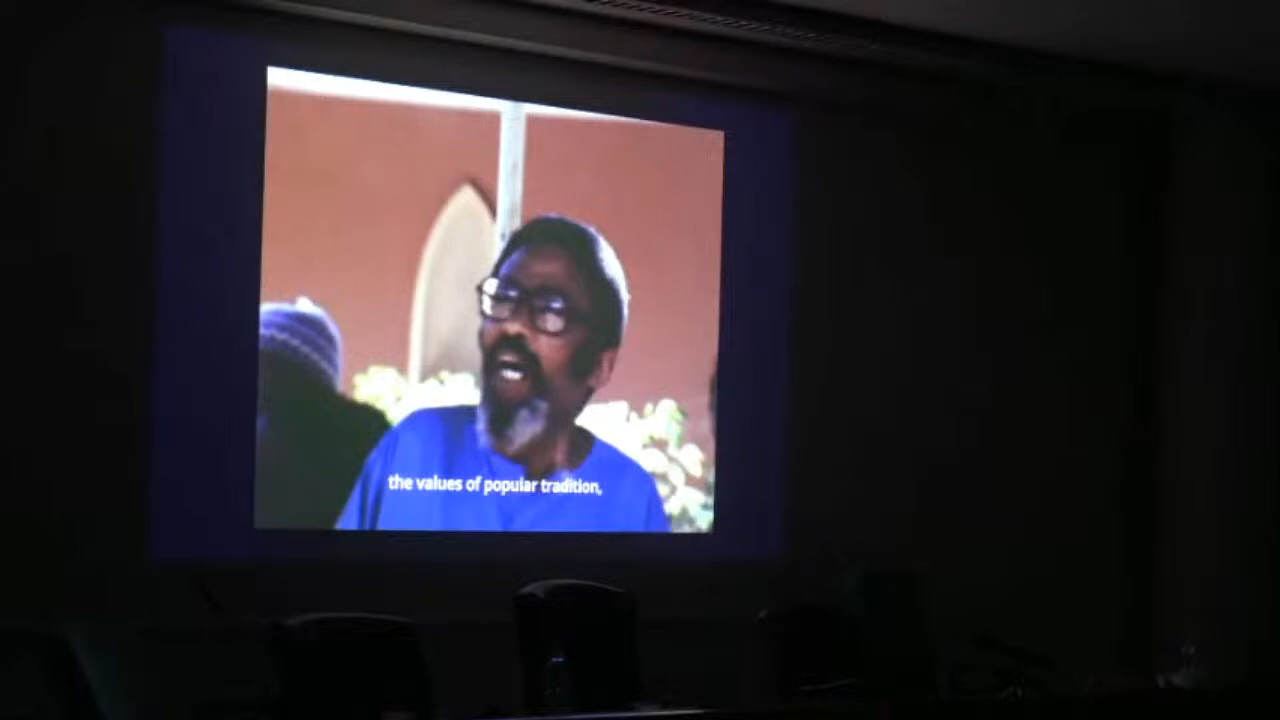 the values of popular tradition,